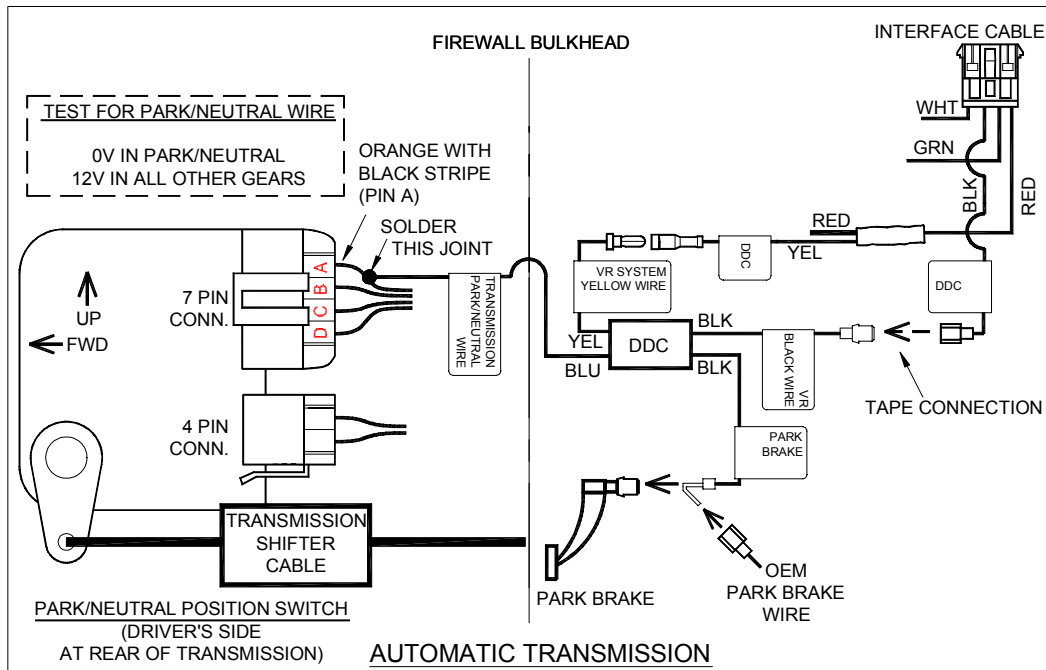 FIREWALL BULKHEAD
INTERFACE CABLE
TEST FOR PARK/NEUTRAL WIRE
0V IN PARK/NEUTRAL
12V IN ALL OTHER GEARS
ORANGE WITH
BLACK STRIPE
(PIN A)
SOLDER
THIS JOINT
WHT
GRN
BLK
RED
RED
YEL
DDC
VR SYSTEM
YELLOW WIRE
DDC
7 PIN
CONN.
A
B
C
D
UP
FWD
TRANSMISSION
PARK/NEUTRAL
WIRE
YEL
BLU
DDC
BLK
BLK
VR
BLACK WIRE
TAPE CONNECTION
4 PIN
CONN.
PARK
BRAKE
TRANSMISSION
SHIFTER
CABLE
PARK BRAKE
OEM
PARK BRAKE
WIRE
PARK/NEUTRAL POSITION SWITCH
(DRIVER'S SIDE
AT REAR OF TRANSMISSION)
AUTOMATIC TRANSMISSION